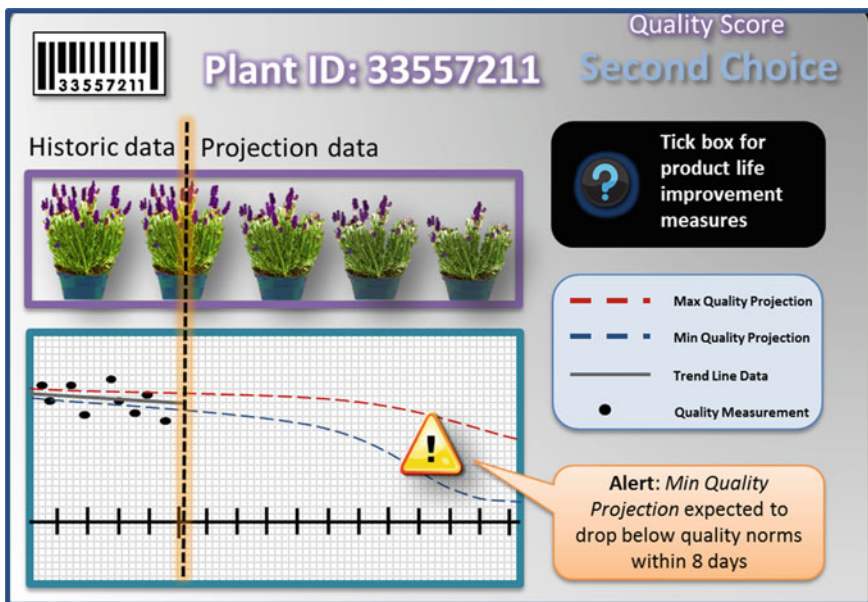 33557211
Plant ID: 33557211
Quality Score
Second Choice
Historic data
Projection data
?
Tick box for
product life
improvement
measures
Max Quality Projection
Min Quality Projection
Trend Line Data
Quality Measurement
!
Alert: Min Quality
Projection expected to
drop below quality norms
within 8 days